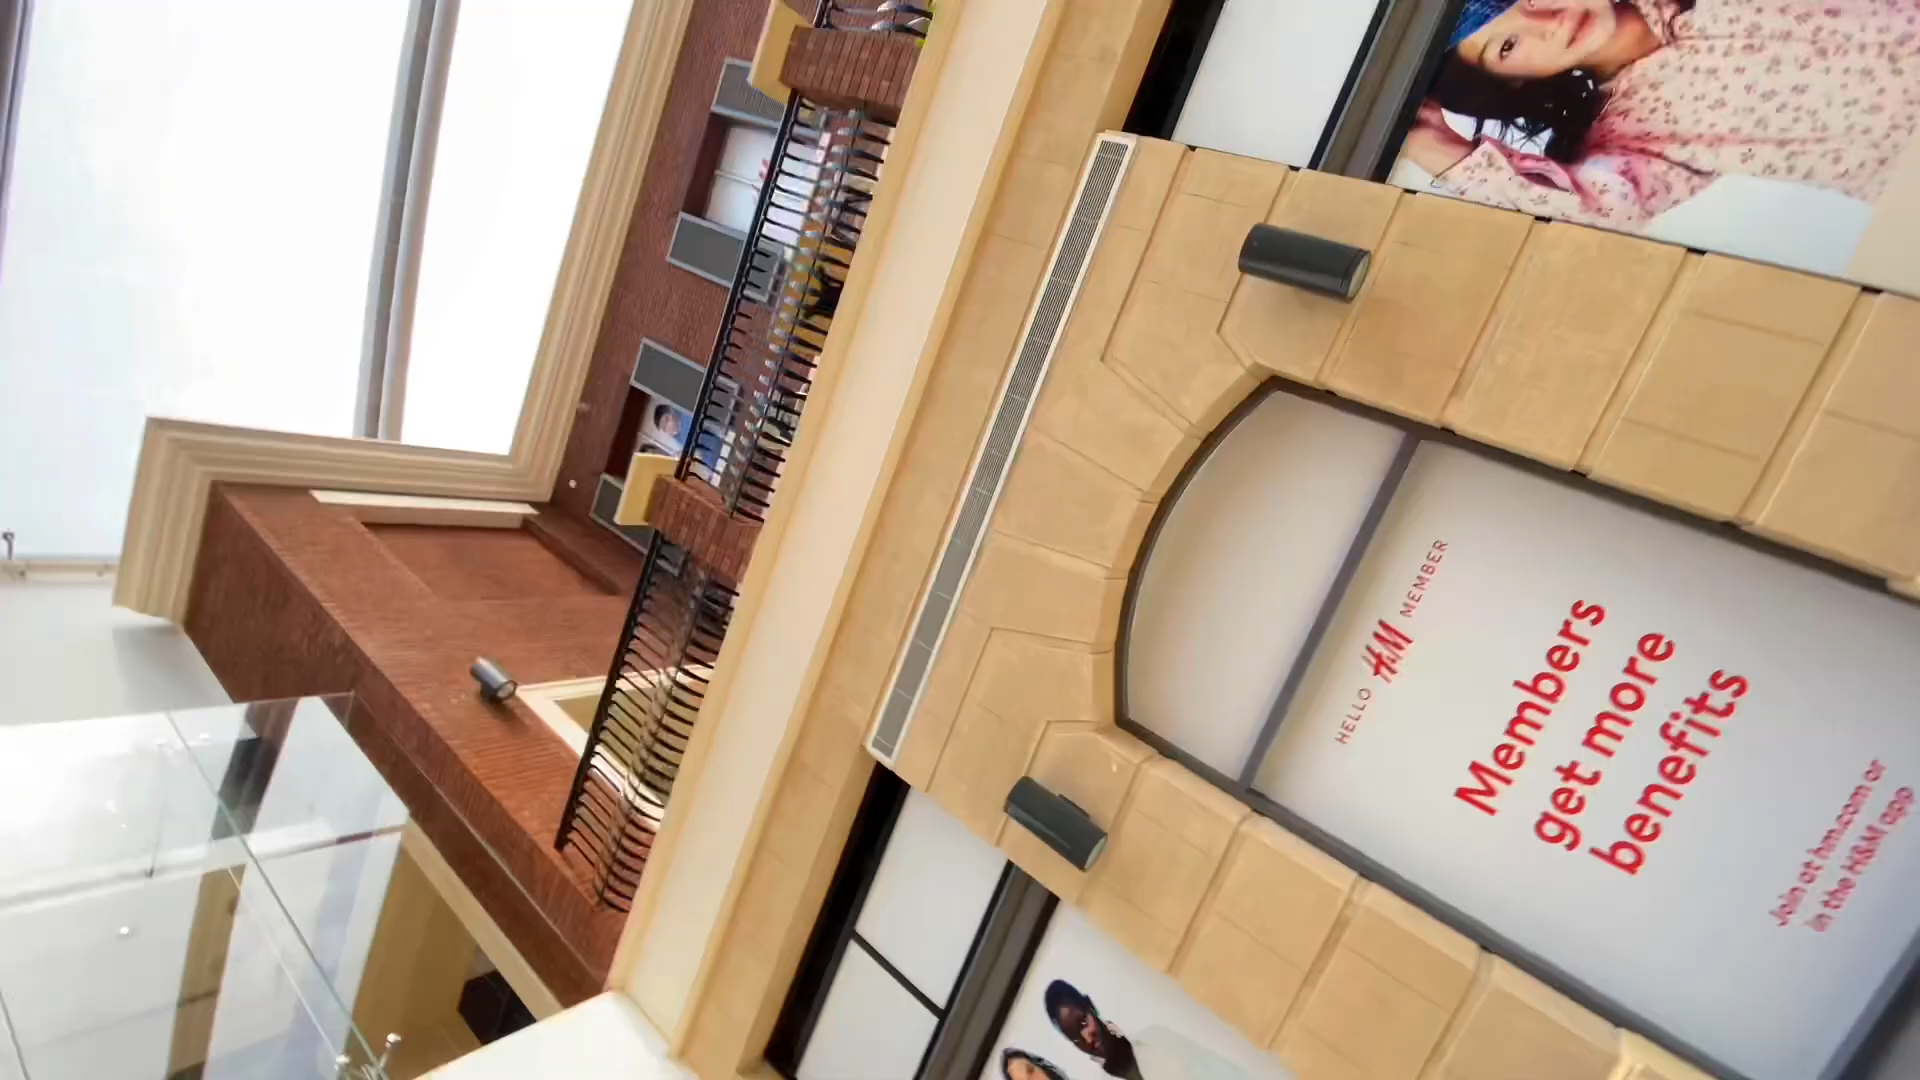 HELLO H&M MEMBER
Members
get more
benefits
Join at hm.com or
in the H&M app